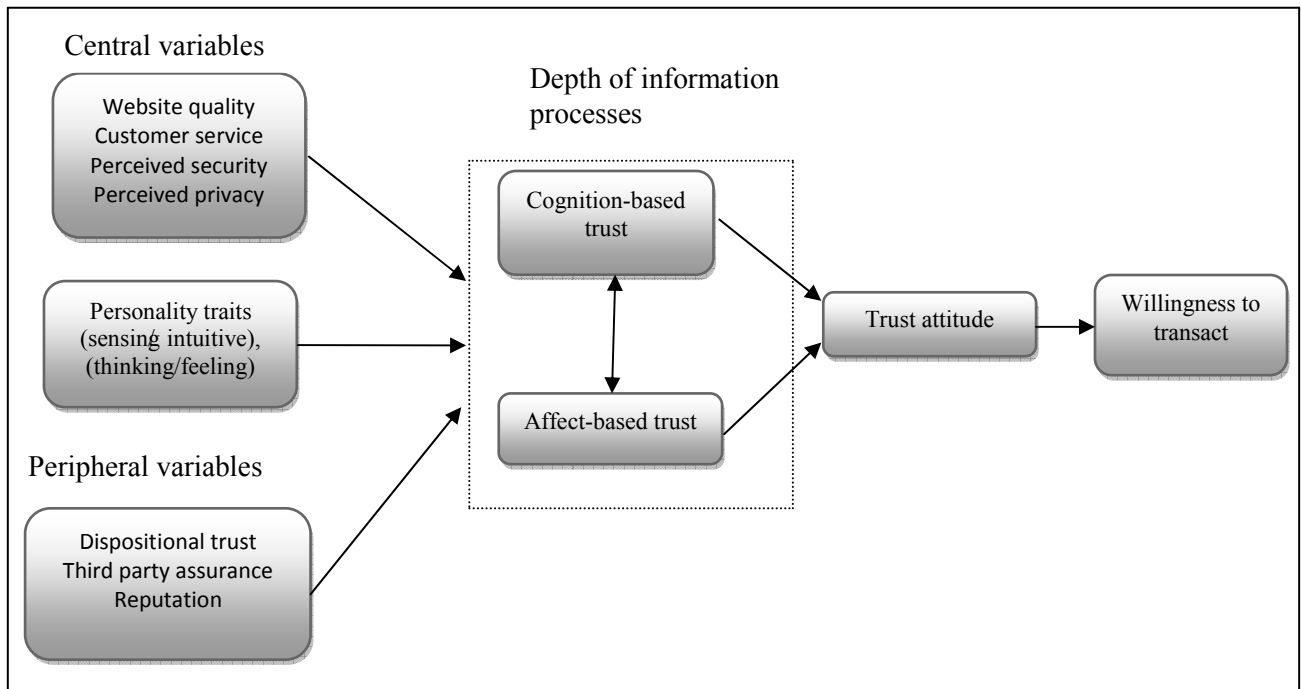 Central variables
Website quality
Customer service
Perceived security
Perceived privacy
Personality traits
(sensing/ intuitive),
(thinking/feeling)
Peripheral variables
Dispositional trust
Third party assurance
Reputation
Depth of information
processes
Cognition-based
trust
Affect-based trust
Trust attitude
Willingness to
transact